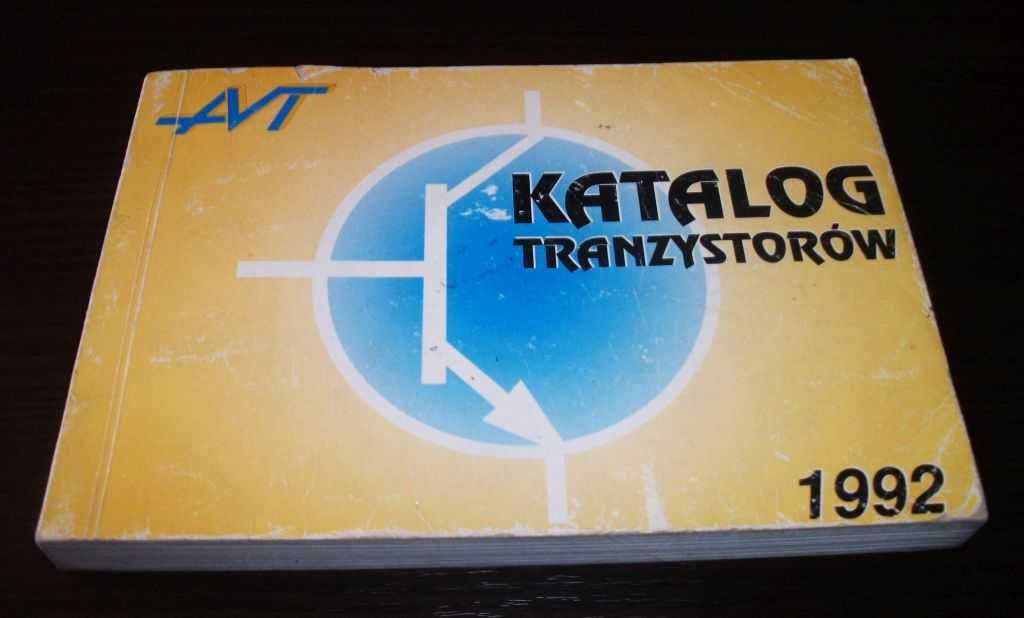 AVT
KATALOG
TRANZYSTORÓW
1992